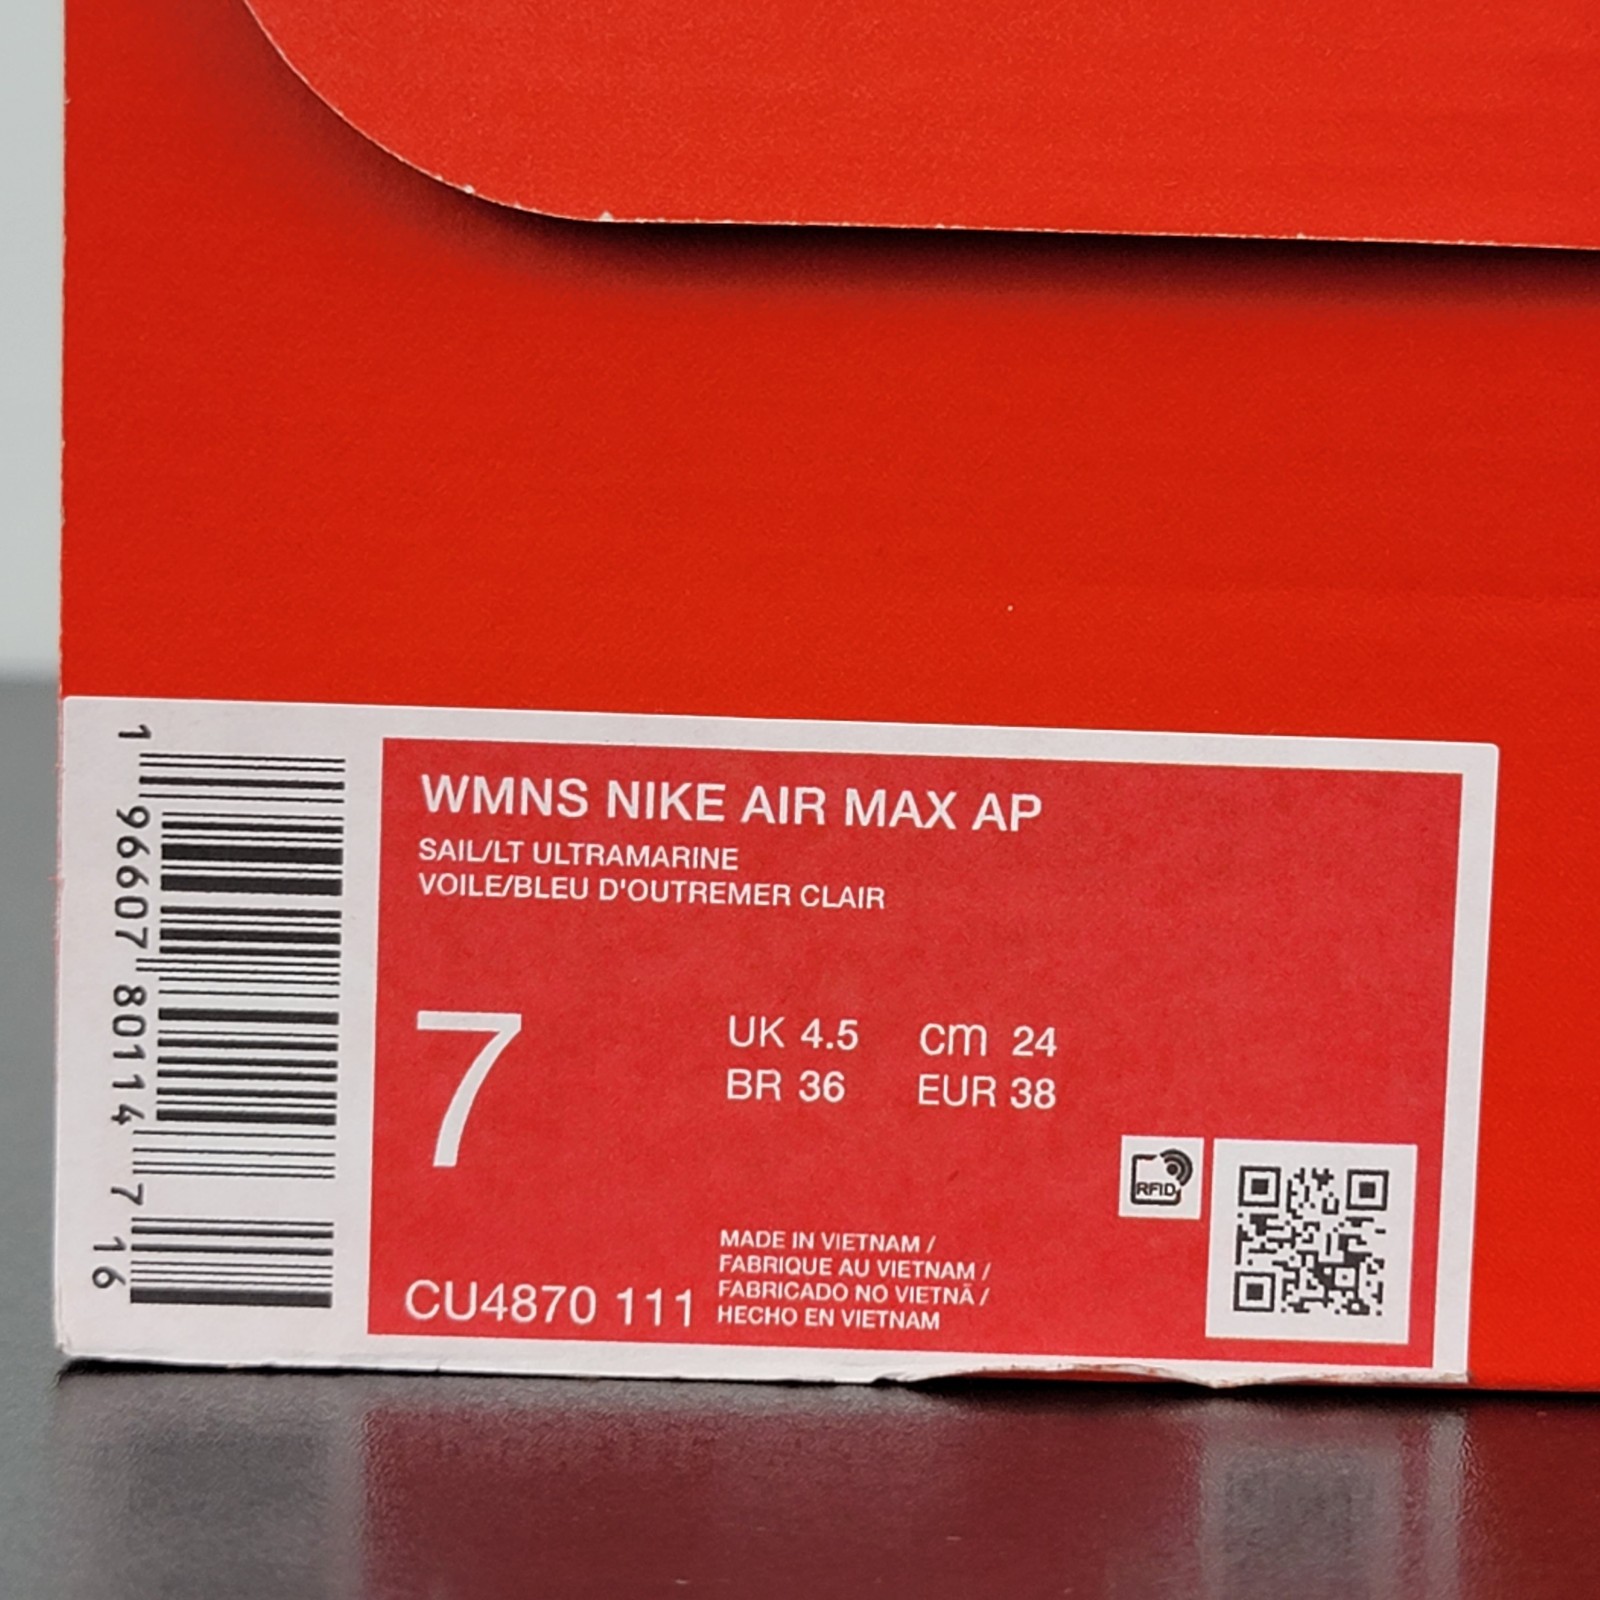 1 96607 80114 7 16
WMNS NIKE AIR MAX AP
SAIL/LT ULTRAMARINE
VOILE/BLEU D'OUTREMER CLAIR
7
UK 4.5 cm 24
BR 36 EUR 38
RFID
CU4870 111
MADE IN VIETNAM /
FABRIQUE AU VIETNAM /
FABRICADO NO VIETNÃ /
HECHO EN VIETNAM